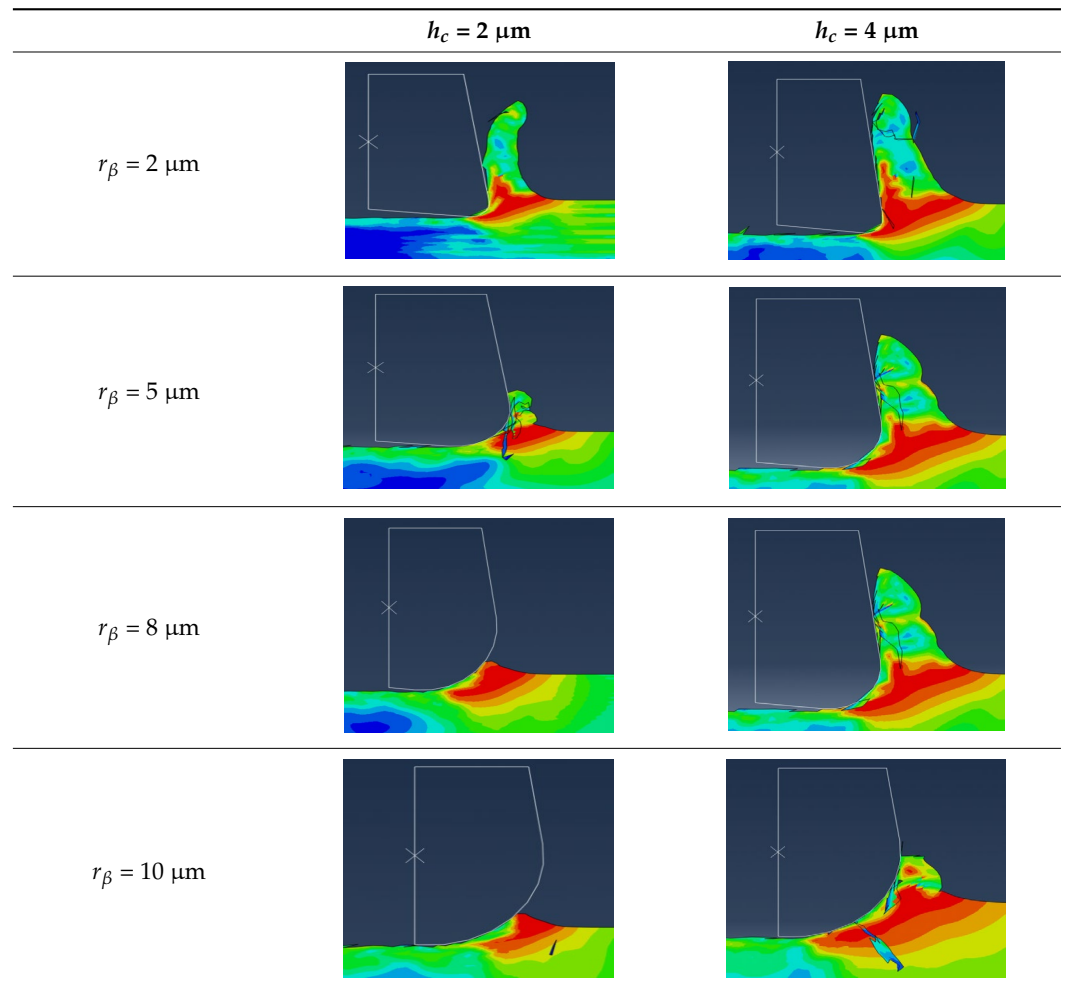 h_c = 2 μm h_c = 4 μm
r_β = 2 μm
r_β = 5 μm
r_β = 8 μm
r_β = 10 μm